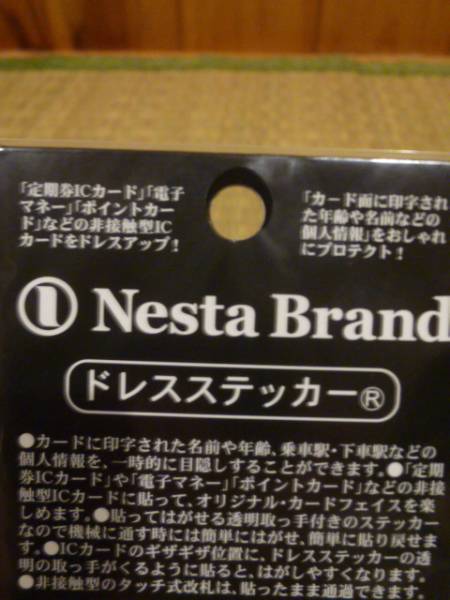 「定期券ICカード」「電子
マネー」「ポイントカー
ド」などの非接触型IC
カードをドレスアップ！
「カード面に印字され
た年齢や名前などの
個人情報」をおしゃれ
にプロテクト！
Nesta Brand
ドレスステッカー®
●カードに印字された名前や年齢、乗車駅・下車駅などの
個人情報を、一時的に目隠しすることができます。●「定期
券ICカード」や「電子マネー」「ポイントカード」などの非接
触型ICカードに貼って、オリジナル・カードフェイスを楽
しめます。●貼ってはがせる透明取っ手付きのステッカー
なので機械に通す時には簡単にはがせ、簡単に貼り戻せま
す。●ICカードのギザギザ位置に、ドレスステッカーの透
明の取っ手がくるように貼ると、はがしやすくなります。
●非接触型のタッチ式改札は、貼ったまま通過できます。